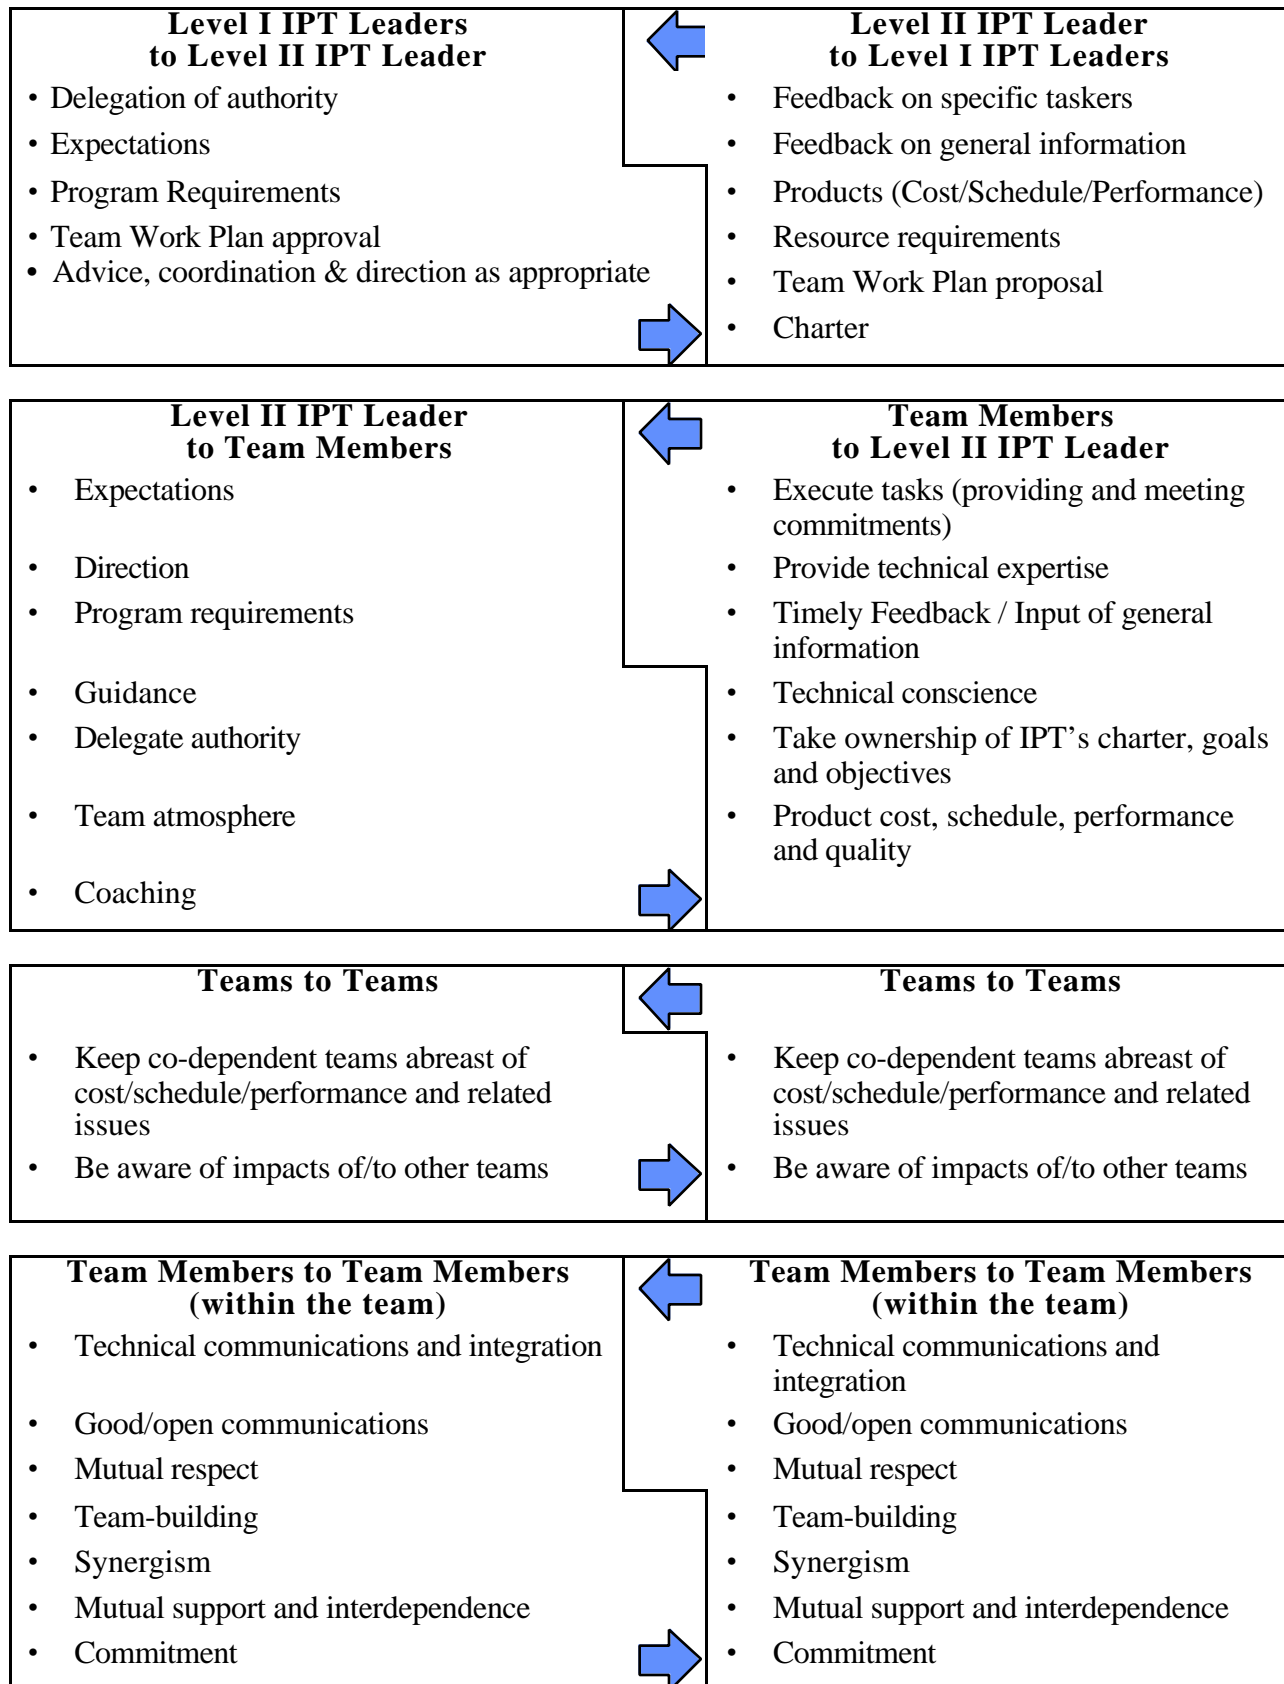 Level I IPT Leaders
to Level II IPT Leader
• Delegation of authority
• Expectations
• Program Requirements
• Team Work Plan approval
• Advice, coordination & direction as appropriate
Level II IPT Leader
to Level I IPT Leaders
• Feedback on specific taskers
• Feedback on general information
• Products (Cost/Schedule/Performance)
• Resource requirements
• Team Work Plan proposal
• Charter
Level II IPT Leader
to Team Members
• Expectations
• Direction
• Program requirements
• Guidance
• Delegate authority
• Team atmosphere
• Coaching
Team Members
to Level II IPT Leader
• Execute tasks (providing and meeting
commitments)
• Provide technical expertise
• Timely Feedback / Input of general
information
• Technical conscience
• Take ownership of IPT’s charter, goals
and objectives
• Product cost, schedule, performance
and quality
Teams to Teams
• Keep co-dependent teams abreast of
cost/schedule/performance and related
issues
• Be aware of impacts of/to other teams
Teams to Teams
• Keep co-dependent teams abreast of
cost/schedule/performance and related
issues
• Be aware of impacts of/to other teams
Team Members to Team Members
(within the team)
• Technical communications and integration
• Good/open communications
• Mutual respect
• Team-building
• Synergism
• Mutual support and interdependence
• Commitment
Team Members to Team Members
(within the team)
• Technical communications and
integration
• Good/open communications
• Mutual respect
• Team-building
• Synergism
• Mutual support and interdependence
• Commitment